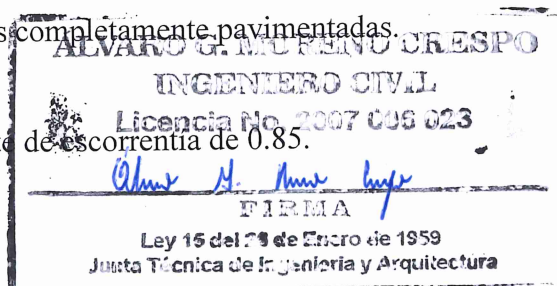 s completamente pavimentadas.
ALVARO G. MORENO CRESPO
INGENIERO CIVIL
Licencia No. 2007 006 023
te de escorrentía de 0.85.
FIRMA
Ley 15 del 26 de Enero de 1959
Junta Técnica de Ingeniería y Arquitectura